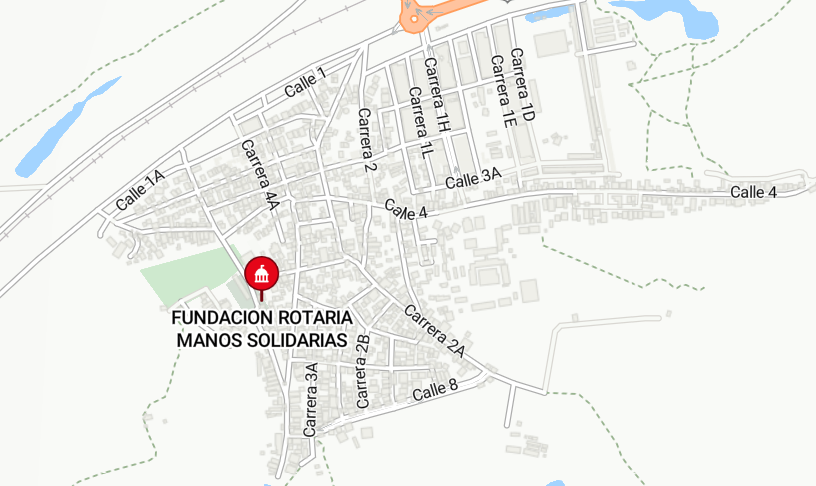 Calle 1
Carrera 1D
Carrera 1H
Carrera 1E
Carrera 1L
Carrera 2
Carrera 4A
Calle 3A
Calle 1A
Calle 4
Calle 4
FUNDACION ROTARIA
MANOS SOLIDARIAS
Carrera 2A
Carrera 2B
Carrera 3A
Calle 8